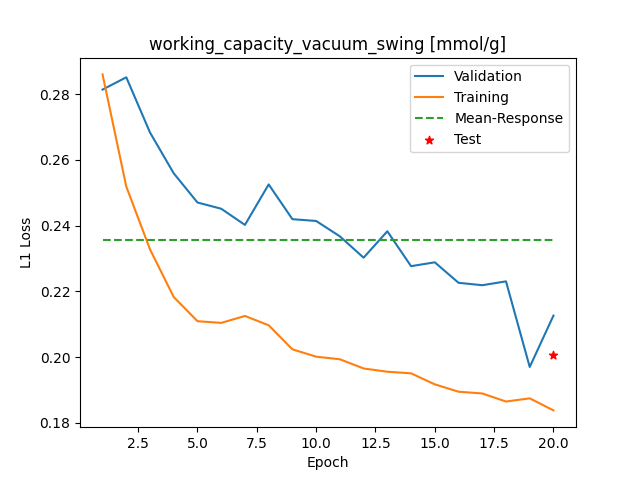 working_capacity_vacuum_swing [mmol/g]
Validation
Training
Mean-Response
Test
L1 Loss
0.28
0.26
0.24
0.22
0.20
0.18
2.5 5.0 7.5 10.0 12.5 15.0 17.5 20.0
Epoch